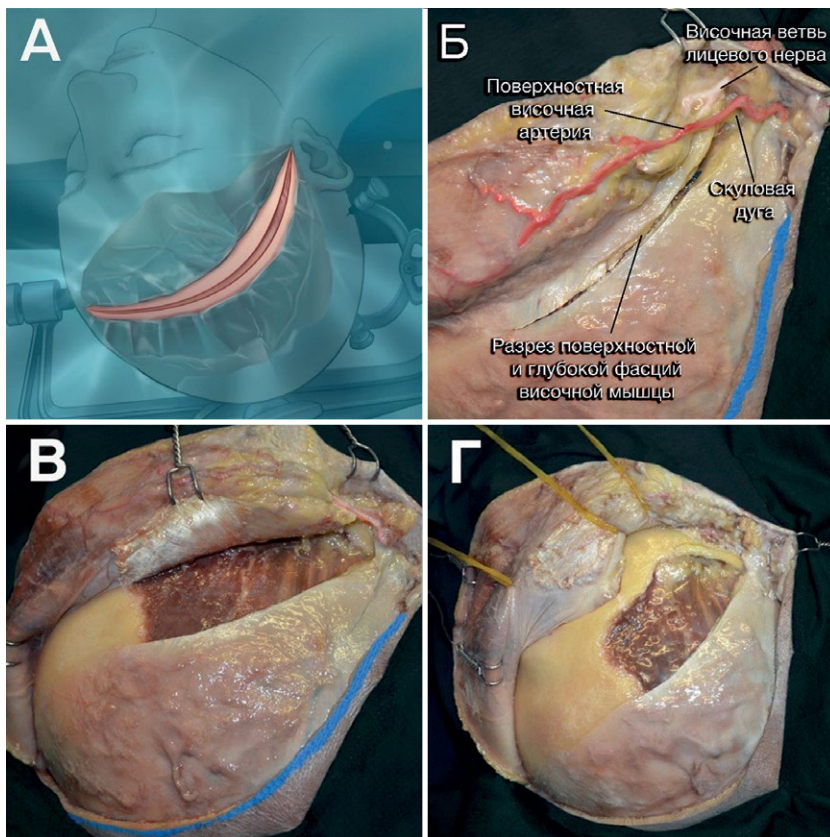 А
Б
Височная ветвь
лицевого нерва
Поверхностная
височная
артерия
Скуловая
дуга
Разрез поверхностной
и глубокой фасций
височной мышцы
В
Г